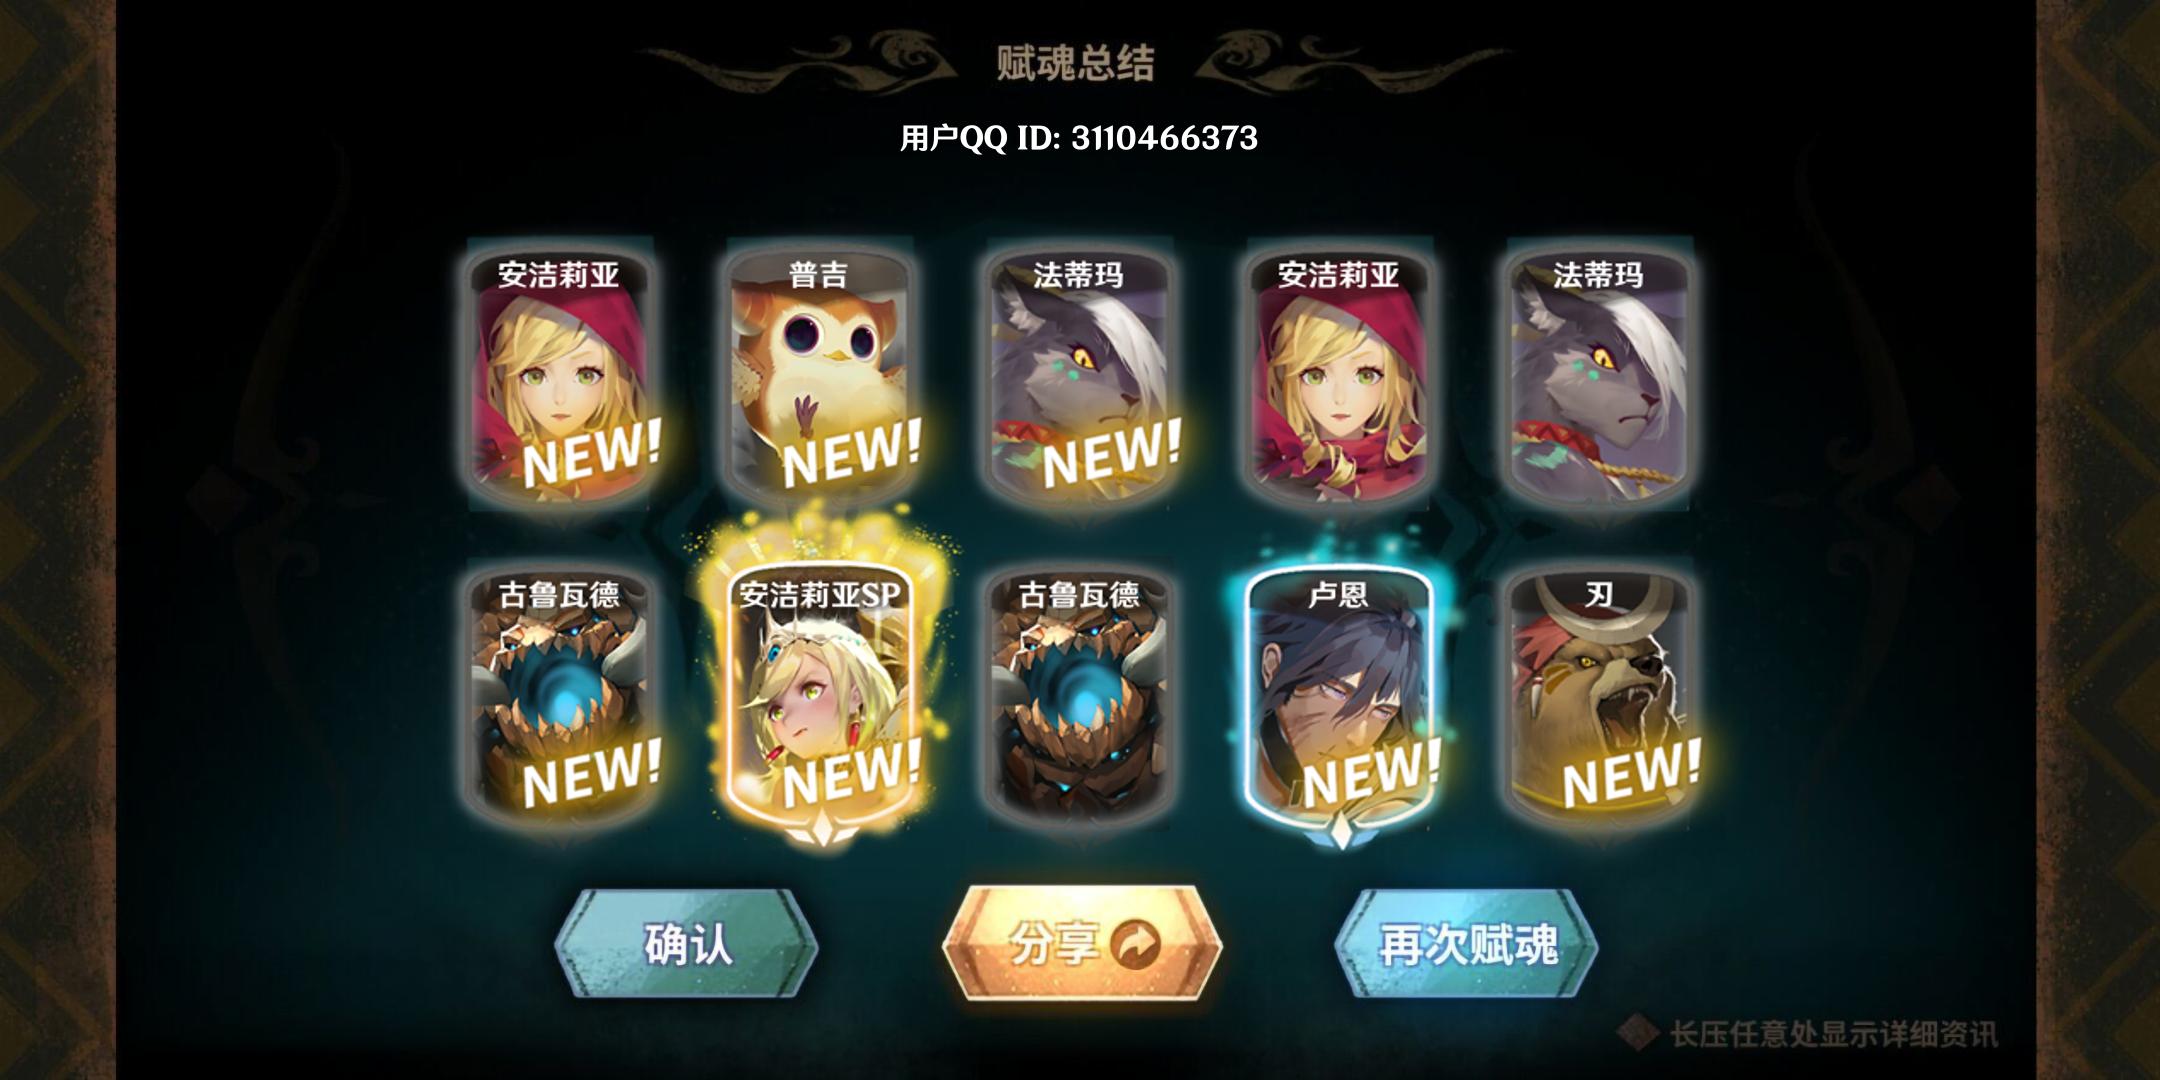 赋魂总结
用户QQ ID: 3110466373
安洁莉亚
普吉
法蒂玛
安洁莉亚
法蒂玛
NEW!
NEW!
NEW!
古鲁瓦德
安洁莉亚SP
古鲁瓦德
卢恩
刃
NEW!
NEW!
NEW!
NEW!
确认
分享
再次赋魂
长压任意处显示详细资讯